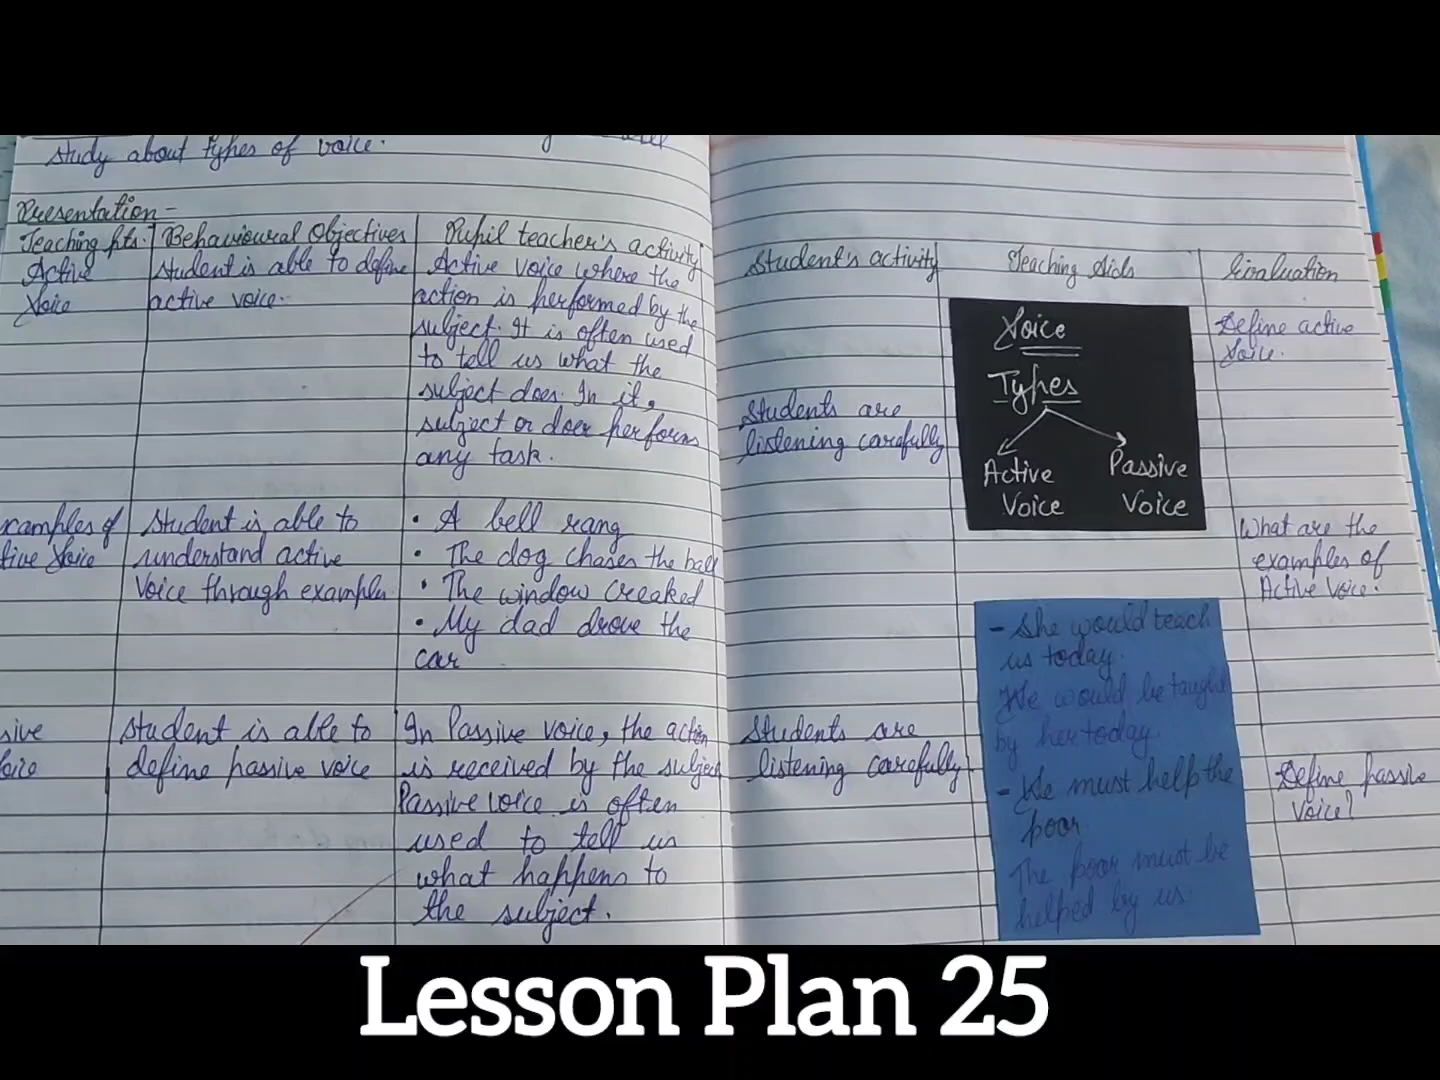 study about types of voice.
Presentation -
Teaching pts.
Active
Voice
Behavioural Objectives
Student is able to define
active voice.
Pupil teacher's activity
Active voice where the
action is performed by the
subject. It is often used
to tell us what the
subject does. In it,
subject or doer performs
any task.
Student's activity
Students are
listening carefully
Teaching Aids
Voice
Types
Active
Voice
Passive
Voice
Evaluation
Define active
Voice.
xamples of
tive Voice
Student is able to
understand active
Voice through examples
• A bell rang
• The dog chases the ball
• The window creaked
• My dad drove the
car
What are the
examples of
Active Voice.
sive
oice
Student is able to
define passive voice
In Passive voice, the action
is received by the subject
Passive voice is often
used to tell us
what happens to
the subject.
Students are
listening carefully
- She would teach
us today.
We would be taught
by her today.
- We must help the
poor
The poor must be
helped by us.
Define passive
voice?
Lesson Plan 25